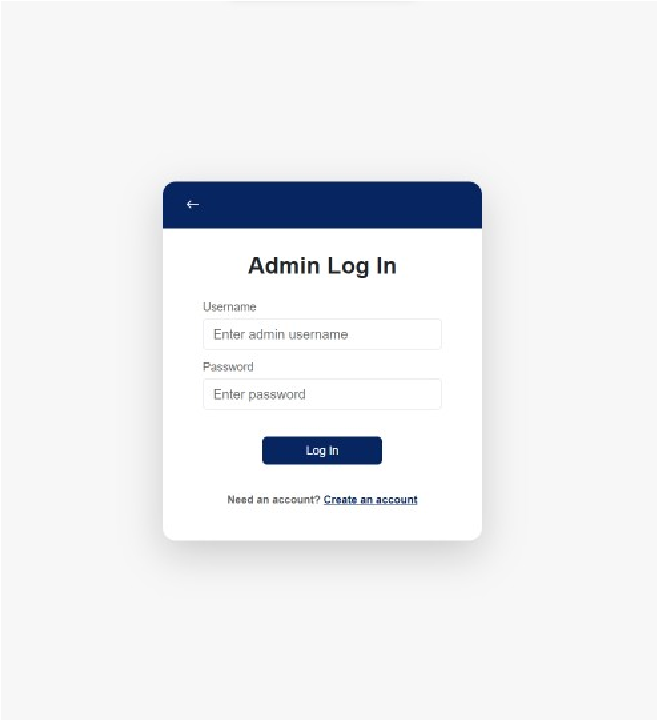 Admin Log In
Username
Enter admin username
Password
Enter password
Log In
Need an account? Create an account